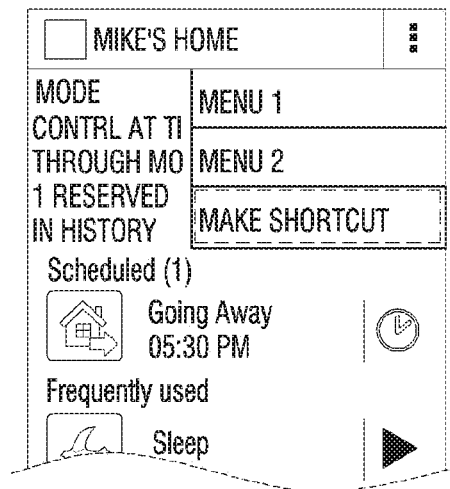 MIKE'S HOME
MODE
CONTRL AT TI
THROUGH MO
1 RESERVED
IN HISTORY
MENU 1
MENU 2
MAKE SHORTCUT
Scheduled (1)
Going Away
05:30 PM
Frequently used
Sleep